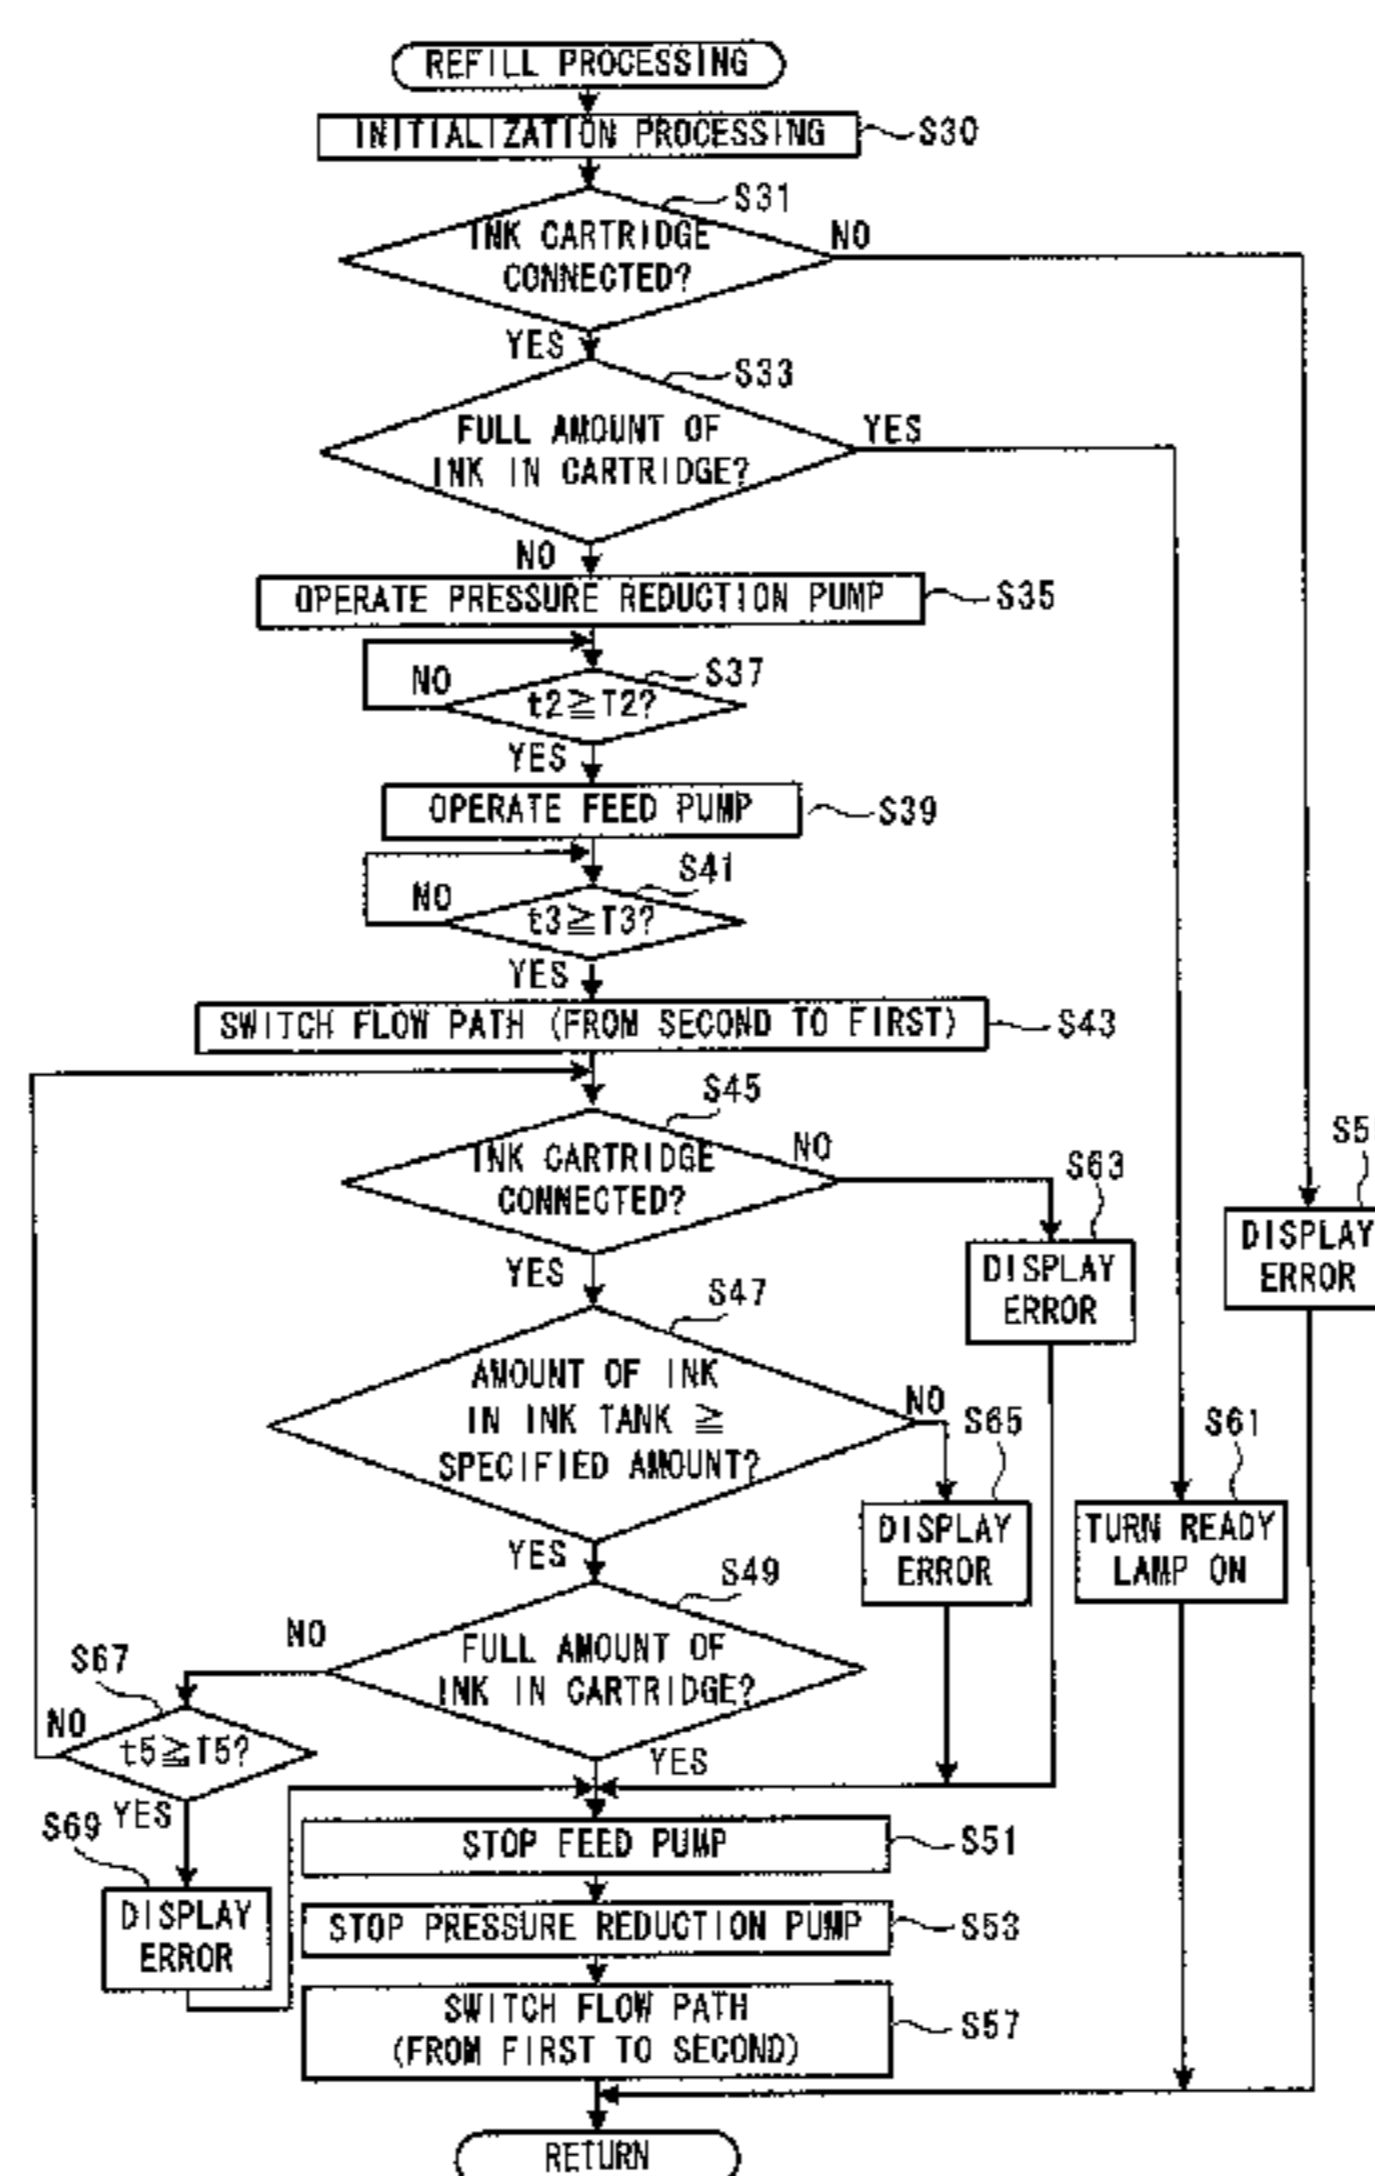 REFILL PROCESSING
INITIALIZATION PROCESSING
S30
S31
INK CARTRIDGE
CONNECTED?
NO
YES
S33
FULL AMOUNT OF
INK IN CARTRIDGE?
YES
NO
OPERATE PRESSURE REDUCTION PUMP
S35
S37
NO
t2≧T2?
YES
OPERATE FEED PUMP
S39
S41
NO
t3≧T3?
YES
SWITCH FLOW PATH (FROM SECOND TO FIRST)
S43
S45
INK CARTRIDGE
CONNECTED?
NO
YES
S63
DISPLAY
ERROR
DISPLAY
ERROR
S47
AMOUNT OF INK
IN INK TANK ≧
SPECIFIED AMOUNT?
NO
YES
S65
DISPLAY
ERROR
S61
TURN READY
LAMP ON
S49
FULL AMOUNT OF
INK IN CARTRIDGE?
NO
YES
S67
NO
t5≧T5?
YES
S69
DISPLAY
ERROR
STOP FEED PUMP
S51
STOP PRESSURE REDUCTION PUMP
S53
SWITCH FLOW PATH
(FROM FIRST TO SECOND)
S57
RETURN